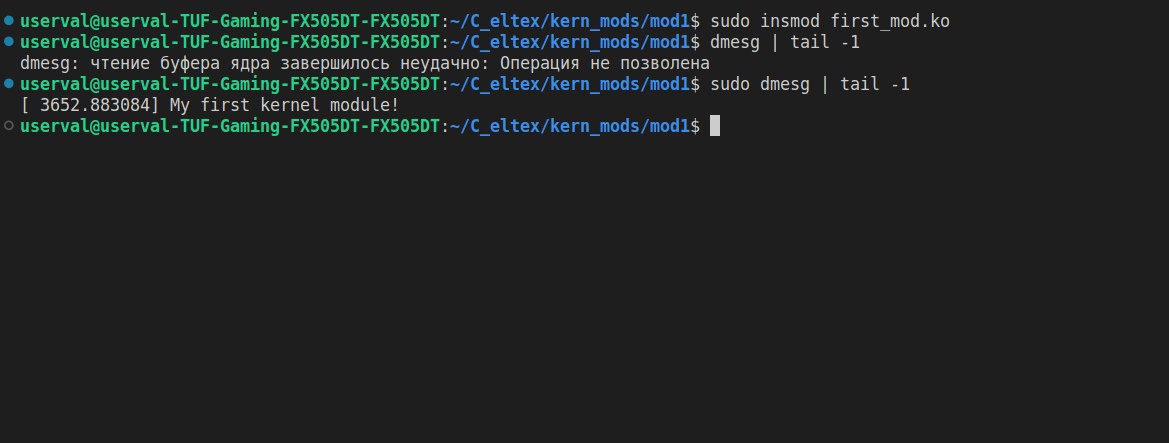 userval@userval-TUF-Gaming-FX505DT-FX505DT:~/C_eltex/kern_mods/mod1$ sudo insmod first_mod.ko
userval@userval-TUF-Gaming-FX505DT-FX505DT:~/C_eltex/kern_mods/mod1$ dmesg | tail -1
dmesg: чтение буфера ядра завершилось неудачно: Операция не позволена
userval@userval-TUF-Gaming-FX505DT-FX505DT:~/C_eltex/kern_mods/mod1$ sudo dmesg | tail -1
[ 3652.883084] My first kernel module!
userval@userval-TUF-Gaming-FX505DT-FX505DT:~/C_eltex/kern_mods/mod1$